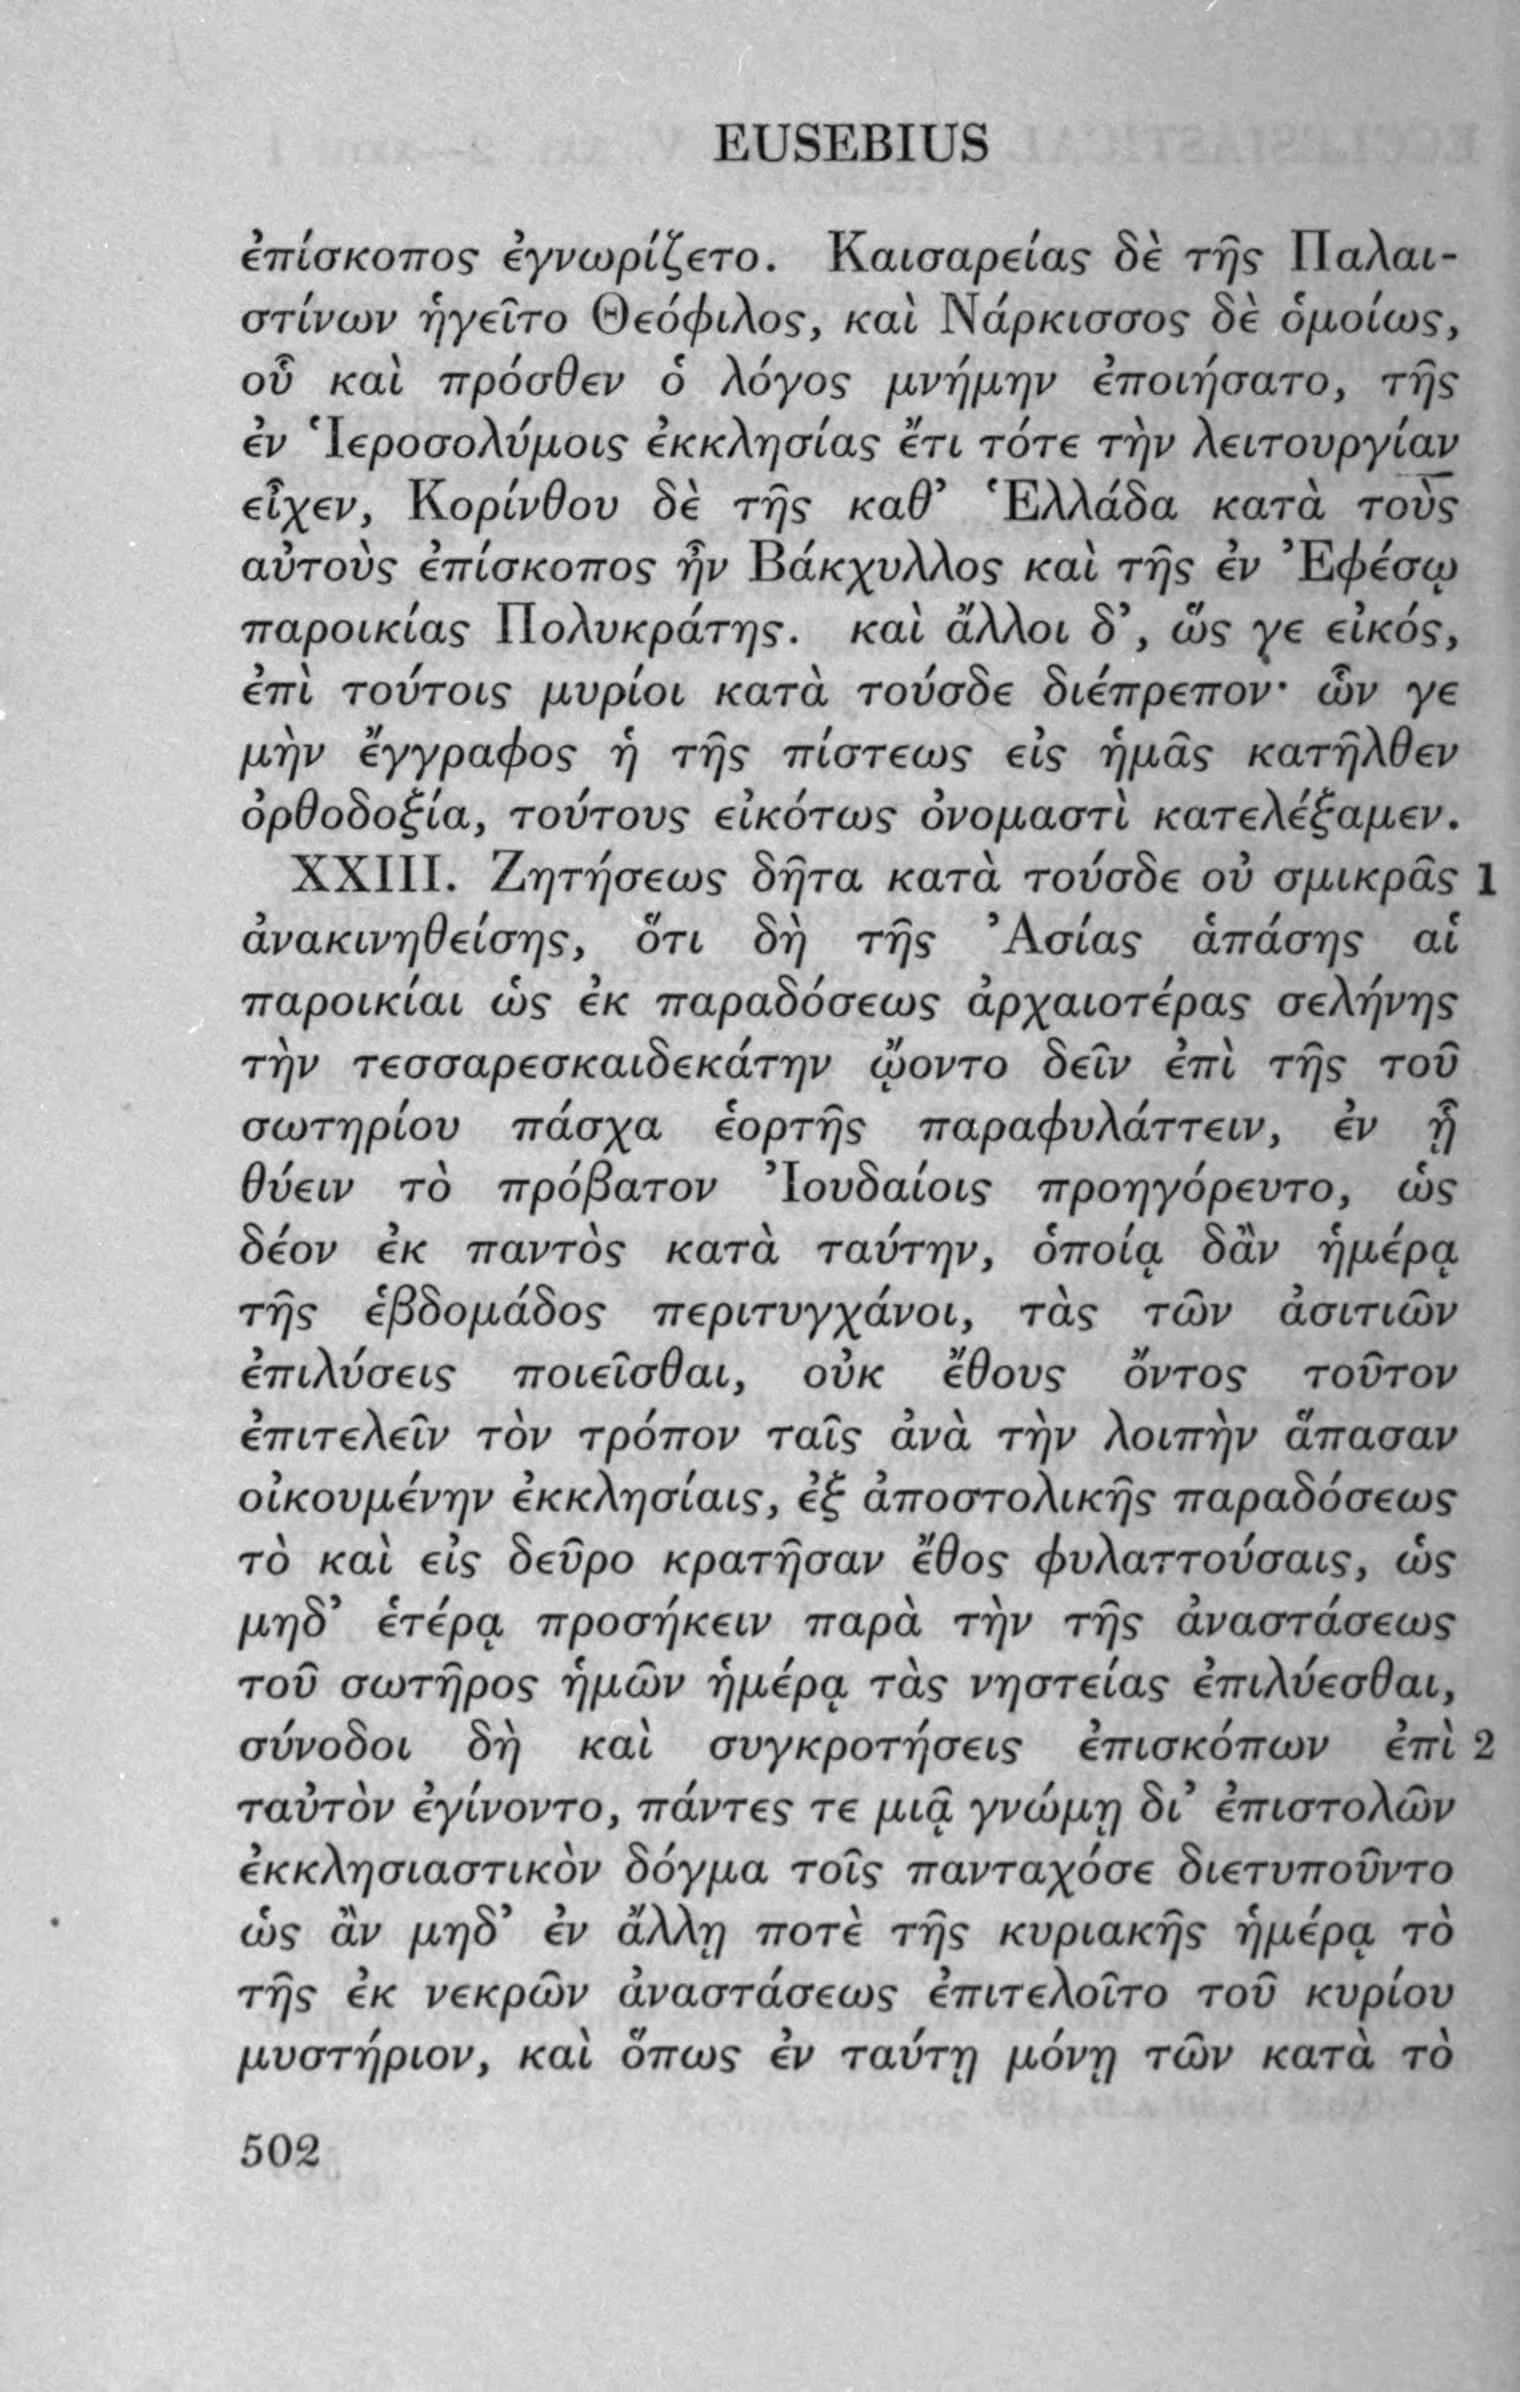 EUSEBIUS
ἐπίσκοπος ἐγνωρίζετο. Καισαρείας δὲ τῆς Παλαι-
στίνων ἡγεῖτο Θεόφιλος, καὶ Νάρκισσος δὲ ὁμοίως,
οὗ καὶ πρόσθεν ὁ λόγος μνήμην ἐποιήσατο, τῆς
ἐν Ἱεροσολύμοις ἐκκλησίας ἔτι τότε τὴν λειτουργίαν
εἶχεν, Κορίνθου δὲ τῆς καθ’ Ἑλλάδα κατὰ τοὺς
αὐτοὺς ἐπίσκοπος ἦν Βάκχυλλος καὶ τῆς ἐν Ἐφέσῳ
παροικίας Πολυκράτης. καὶ ἄλλοι δ’, ὥς γε εἰκός,
ἐπὶ τούτοις μυρίοι κατὰ τούσδε διέπρεπον· ὧν γε
μὴν ἔγγραφος ἡ τῆς πίστεως εἰς ἡμᾶς κατῆλθεν
ὀρθοδοξία, τούτους εἰκότως ὀνομαστὶ κατελέξαμεν.
XXIII. Ζητήσεως δῆτα κατὰ τούσδε οὐ σμικρᾶς 1
ἀνακινηθείσης, ὅτι δὴ τῆς Ἀσίας ἁπάσης αἱ
παροικίαι ὡς ἐκ παραδόσεως ἀρχαιοτέρας σελήνης
τὴν τεσσαρεσκαιδεκάτην ᾤοντο δεῖν ἐπὶ τῆς τοῦ
σωτηρίου πάσχα ἑορτῆς παραφυλάττειν, ἐν ᾗ
θύειν τὸ πρόβατον Ἰουδαίοις προηγόρευτο, ὡς
δέον ἐκ παντὸς κατὰ ταύτην, ὁποίᾳ δἂν ἡμέρᾳ
τῆς ἑβδομάδος περιτυγχάνοι, τὰς τῶν ἀσιτιῶν
ἐπιλύσεις ποιεῖσθαι, οὐκ ἔθους ὄντος τοῦτον
ἐπιτελεῖν τὸν τρόπον ταῖς ἀνὰ τὴν λοιπὴν ἅπασαν
οἰκουμένην ἐκκλησίαις, ἐξ ἀποστολικῆς παραδόσεως
τὸ καὶ εἰς δεῦρο κρατῆσαν ἔθος φυλαττούσαις, ὡς
μηδ’ ἑτέρᾳ προσήκειν παρὰ τὴν τῆς ἀναστάσεως
τοῦ σωτῆρος ἡμῶν ἡμέρᾳ τὰς νηστείας ἐπιλύεσθαι,
σύνοδοι δὴ καὶ συγκροτήσεις ἐπισκόπων ἐπὶ 2
ταὐτὸν ἐγίνοντο, πάντες τε μιᾷ γνώμῃ δι’ ἐπιστολῶν
ἐκκλησιαστικὸν δόγμα τοῖς πανταχόσε διετυποῦντο
ὡς ἂν μηδ’ ἐν ἄλλῃ ποτὲ τῆς κυριακῆς ἡμέρᾳ τὸ
τῆς ἐκ νεκρῶν ἀναστάσεως ἐπιτελοῖτο τοῦ κυρίου
μυστήριον, καὶ ὅπως ἐν ταύτῃ μόνῃ τῶν κατὰ τὸ
502